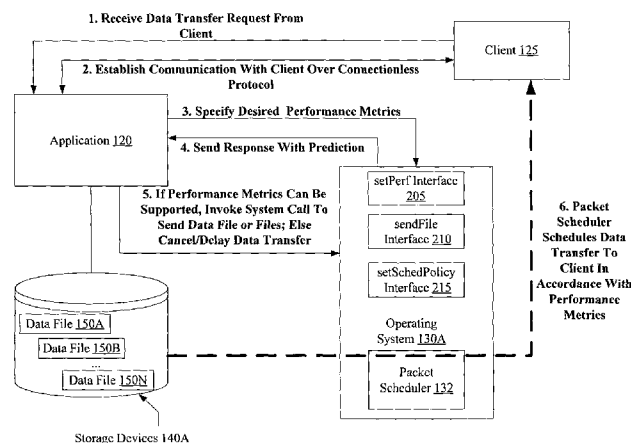 1. Receive Data Transfer Request From
Client
Client 125
2. Establish Communication With Client Over Connectionless
Protocol
3. Specify Desired Performance Metrics
Application 120
4. Send Response With Prediction
setPerf Interface
205
5. If Performance Metrics Can Be
Supported, Invoke System Call To
Send Data File or Files; Else
Cancel/Delay Data Transfer
sendFile
Interface 210
6. Packet
Scheduler
Schedules Data
Transfer To
Client In
Accordance With
Performance
Metrics
setSchedPolicy
Interface 215
Data File 150A
Data File 150B
...
Data File 150N
Operating
System 130A
Packet
Scheduler 132
Storage Devices 140A